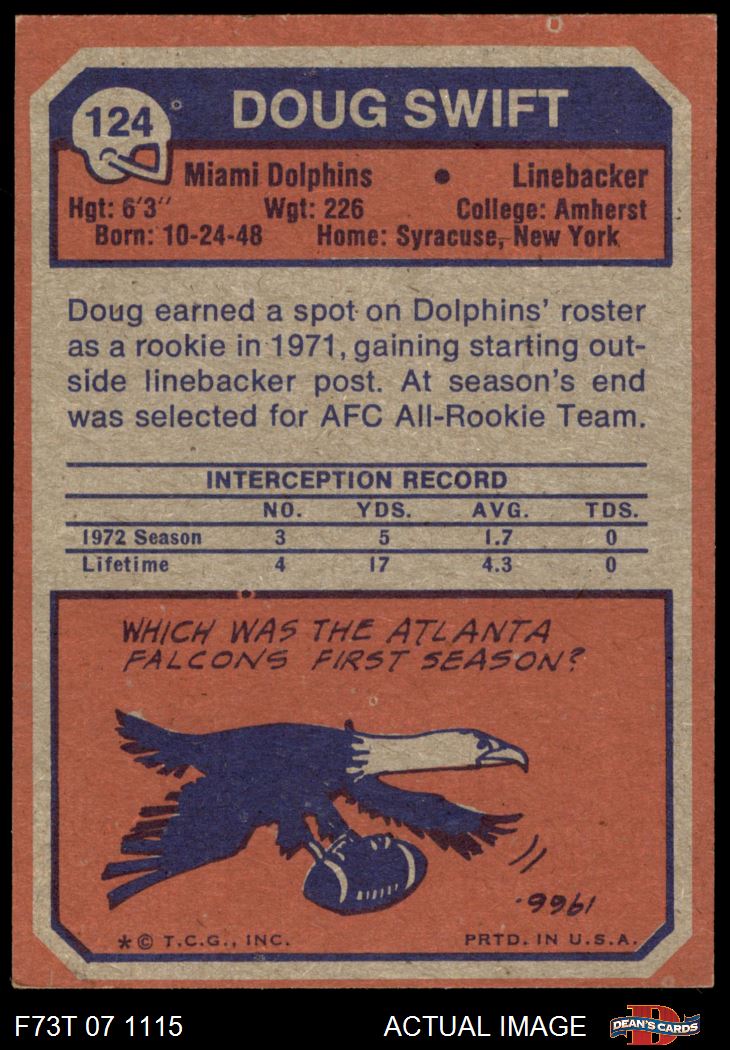 124
DOUG SWIFT
Miami Dolphins • Linebacker
Hgt: 6'3" Wgt: 226 College: Amherst
Born: 10-24-48 Home: Syracuse, New York
Doug earned a spot on Dolphins' roster
as a rookie in 1971, gaining starting out-
side linebacker post. At season's end
was selected for AFC All-Rookie Team.
INTERCEPTION RECORD
NO. YDS. AVG. TDS.
1972 Season 3 5 1.7 0
Lifetime 4 17 4.3 0
WHICH WAS THE ATLANTA
FALCONS FIRST SEASON?
1966.
* © T.C.G., INC. PRTD. IN U.S.A.
F73T 07 1115 ACTUAL IMAGE DEAN'S CARDS